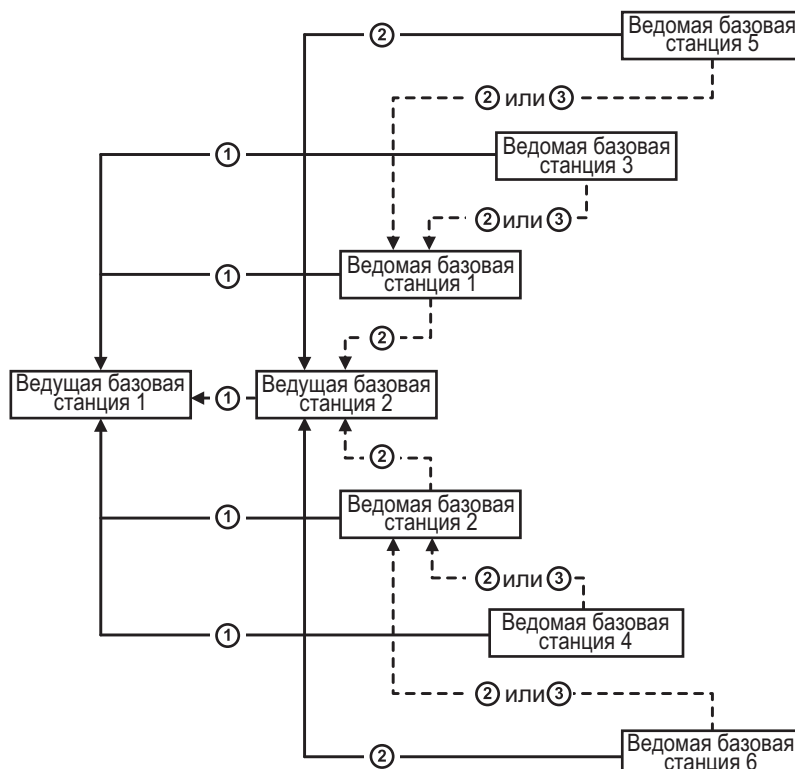 ②
Ведомая базовая
станция 5
② или ③
①
Ведомая базовая
станция 3
② или ③
①
Ведомая базовая
станция 1
②
Ведущая базовая
станция 1
①
Ведущая базовая
станция 2
②
①
Ведомая базовая
станция 2
② или ③
①
Ведомая базовая
станция 4
② или ③
②
Ведомая базовая
станция 6